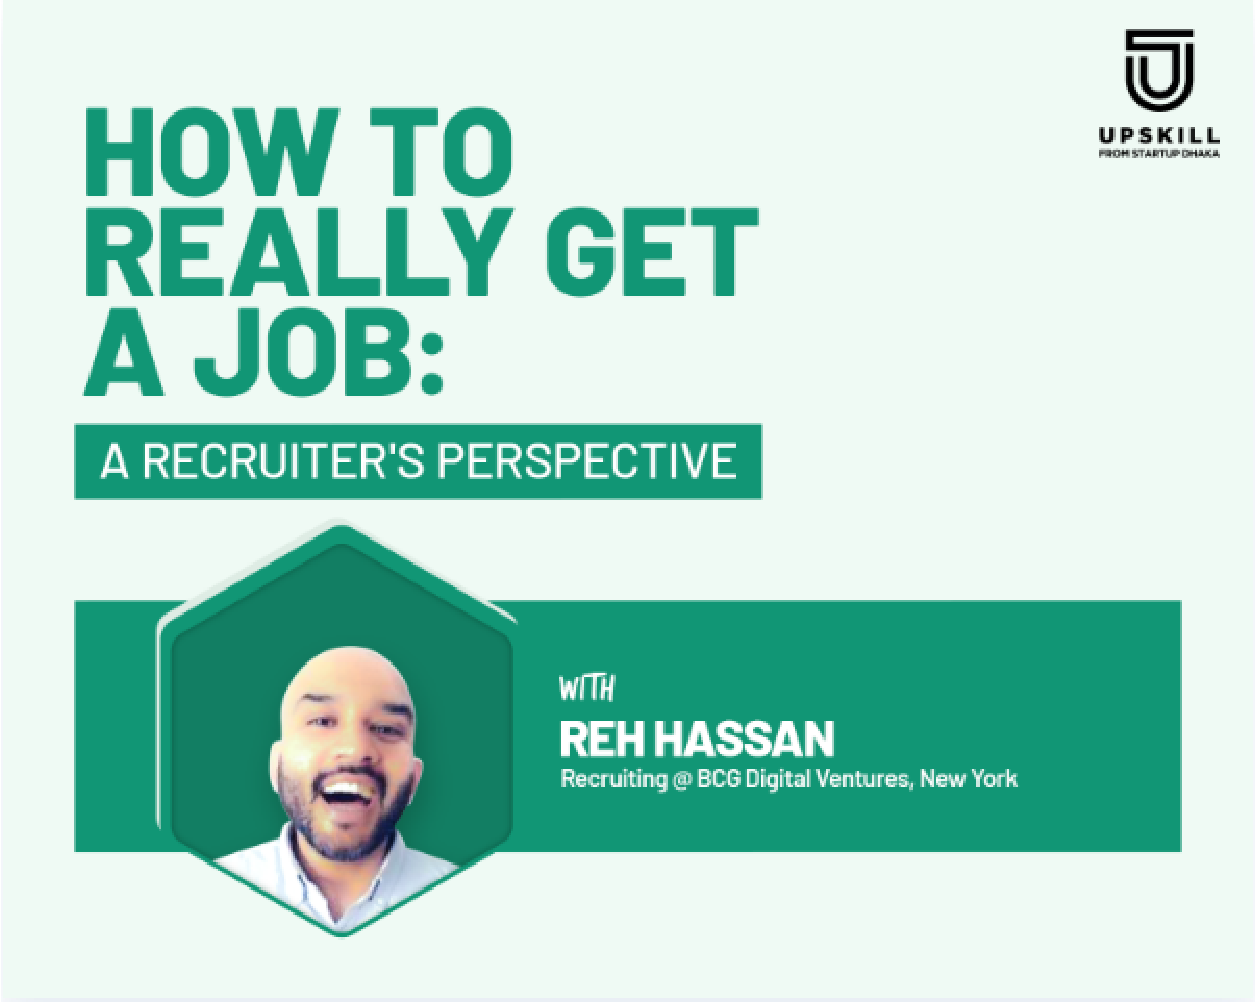 UPSKILL
FROM STARTUP DHAKA
HOW TO
REALLY GET
A JOB:
A RECRUITER'S PERSPECTIVE
WITH
REH HASSAN
Recruiting @ BCG Digital Ventures, New York